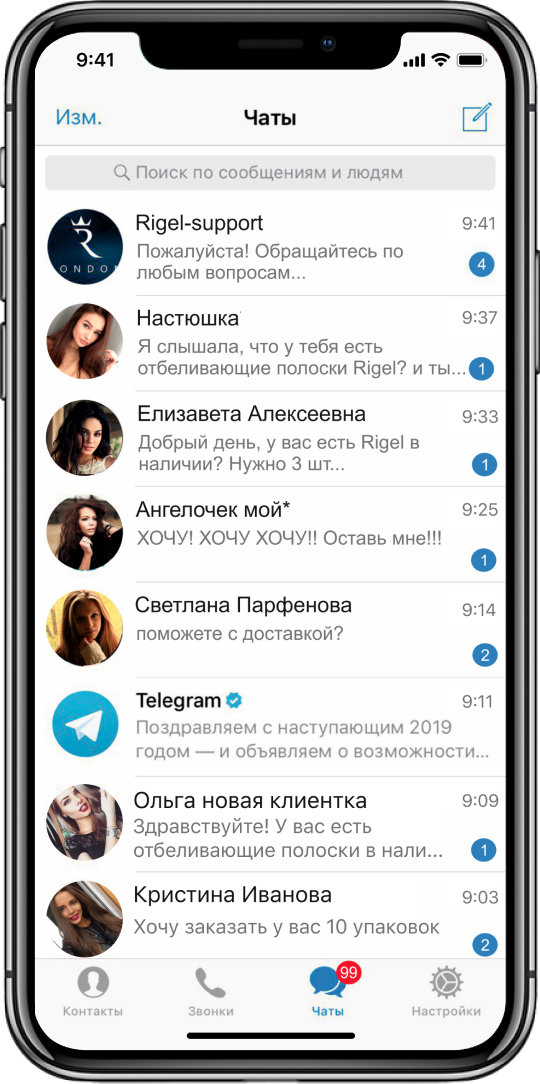 9:41
Изм.
Чаты
Поиск по сообщениям и людям
Rigel-support
9:41
Пожалуйста! Обращайтесь по
любым вопросам...
4
R
ONDO
Настюшка
9:37
Я слышала, что у тебя есть
отбеливающие полоски Rigel? и ты...
1
Елизавета Алексеевна
9:33
Добрый день, у вас есть Rigel в
наличии? Нужно 3 шт...
1
Ангелочек мой*
9:25
ХОЧУ! ХОЧУ ХОЧУ!! Оставь мне!!!
1
Светлана Парфенова
9:14
поможете с доставкой?
2
Telegram
9:11
Поздравляем с наступающим 2019
годом — и объявляем о возможности...
Ольга новая клиентка
9:09
Здравствуйте! У вас есть
отбеливающие полоски в нали...
1
Кристина Иванова
9:03
Хочу заказать у вас 10 упаковок
2
99
Контакты
Звонки
Чаты
Настройки